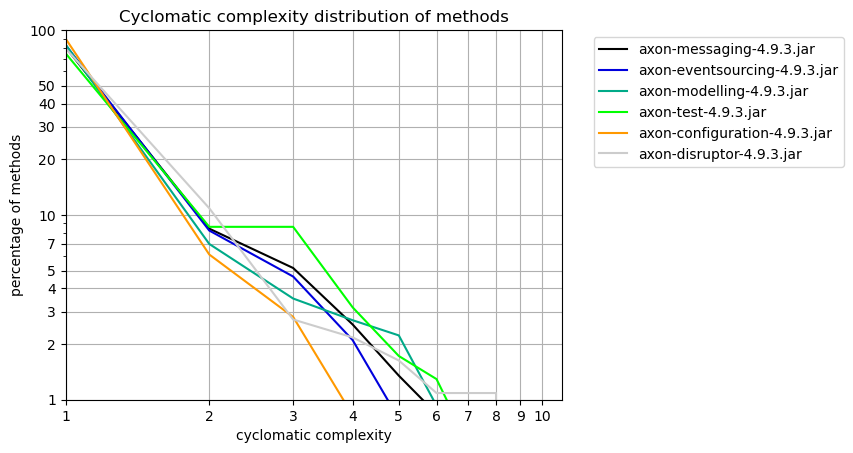 Cyclomatic complexity distribution of methods
percentage of methods
100
50
40
30
20
10
7
5
4
3
2
1
1 2 3 4 5 6 7 8 9 10
cyclomatic complexity
axon-messaging-4.9.3.jar
axon-eventsourcing-4.9.3.jar
axon-modelling-4.9.3.jar
axon-test-4.9.3.jar
axon-configuration-4.9.3.jar
axon-disruptor-4.9.3.jar